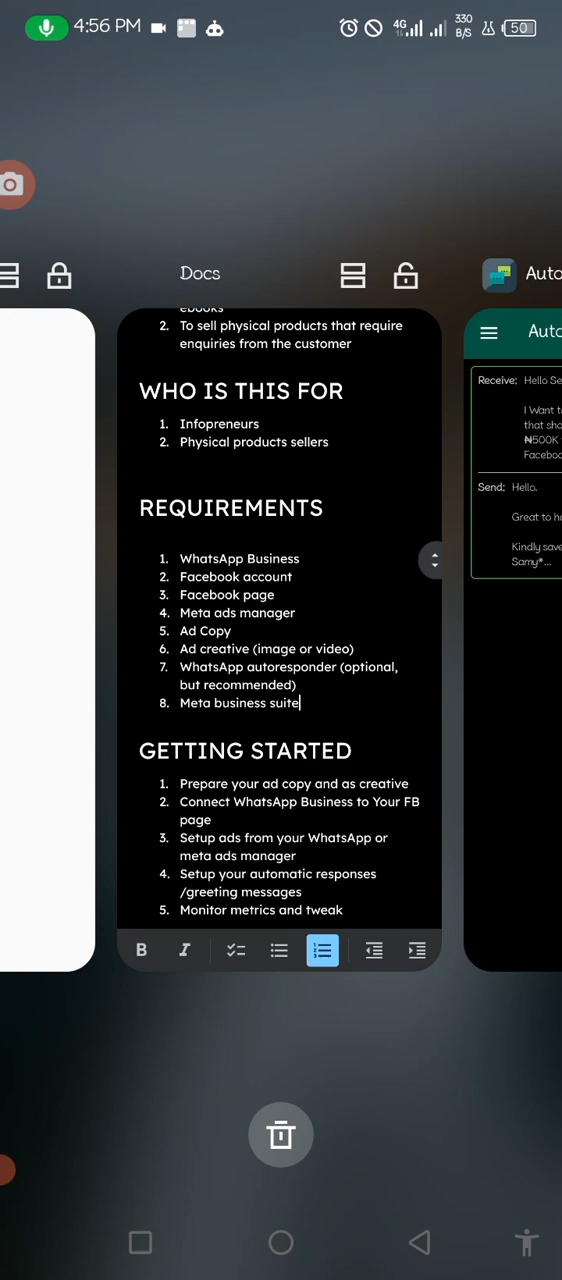 4:56 PM
4G
330
B/S
50
Docs
Auto
ebooks
2. To sell physical products that require
enquiries from the customer
WHO IS THIS FOR
1. Infopreneurs
2. Physical products sellers
REQUIREMENTS
1. WhatsApp Business
2. Facebook account
3. Facebook page
4. Meta ads manager
5. Ad Copy
6. Ad creative (image or video)
7. WhatsApp autoresponder (optional,
but recommended)
8. Meta business suite
GETTING STARTED
1. Prepare your ad copy and as creative
2. Connect WhatsApp Business to Your FB
page
3. Setup ads from your WhatsApp or
meta ads manager
4. Setup your automatic responses
/greeting messages
5. Monitor metrics and tweak
B I
Auto
Receive: Hello Se
I Want t
that sho
₦500K
Faceboo
Send: Hello.
Great to h
Kindly save
Samy*...